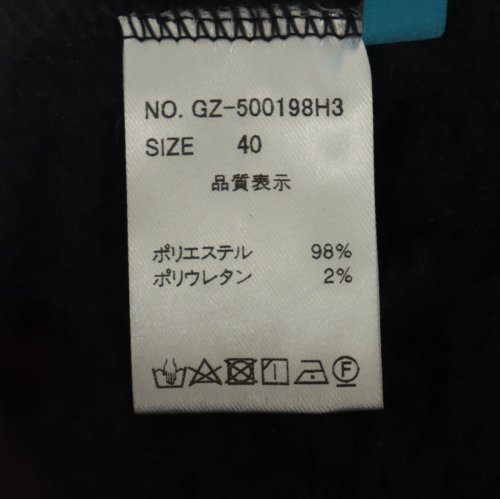 NO. GZ-500198H3
SIZE 40
品質表示
ポリエステル 98%
ポリウレタン 2%
F